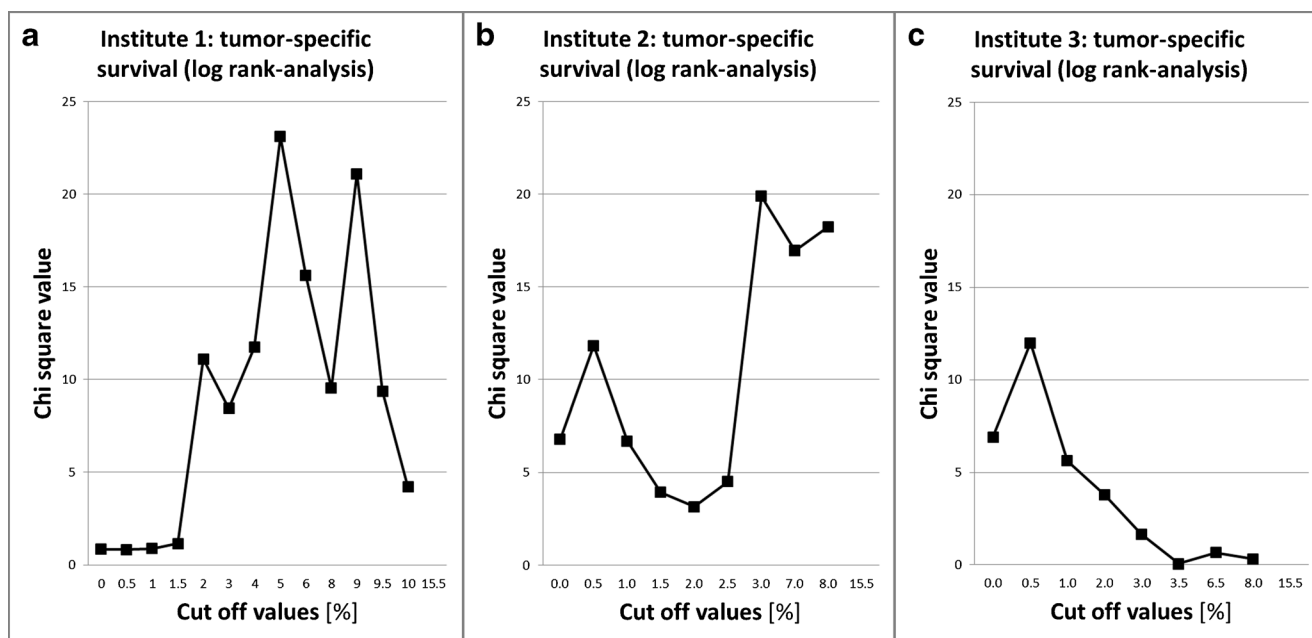 a
Institute 1: tumor-specific
survival (log rank-analysis)
25
20
15
10
5
0
Chi square value
0 0.5 1 1.5 2 3 4 5 6 8 9 9.5 10 15.5
Cut off values [%]
b
Institute 2: tumor-specific
survival (log rank-analysis)
25
20
15
10
5
0
Chi square value
0.0 0.5 1.0 1.5 2.0 2.5 3.0 7.0 8.0 15.5
Cut off values [%]
c
Institute 3: tumor-specific
survival (log rank-analysis)
25
20
15
10
5
0
Chi square value
0.0 0.5 1.0 2.0 3.0 3.5 6.5 8.0 15.5
Cut off values [%]